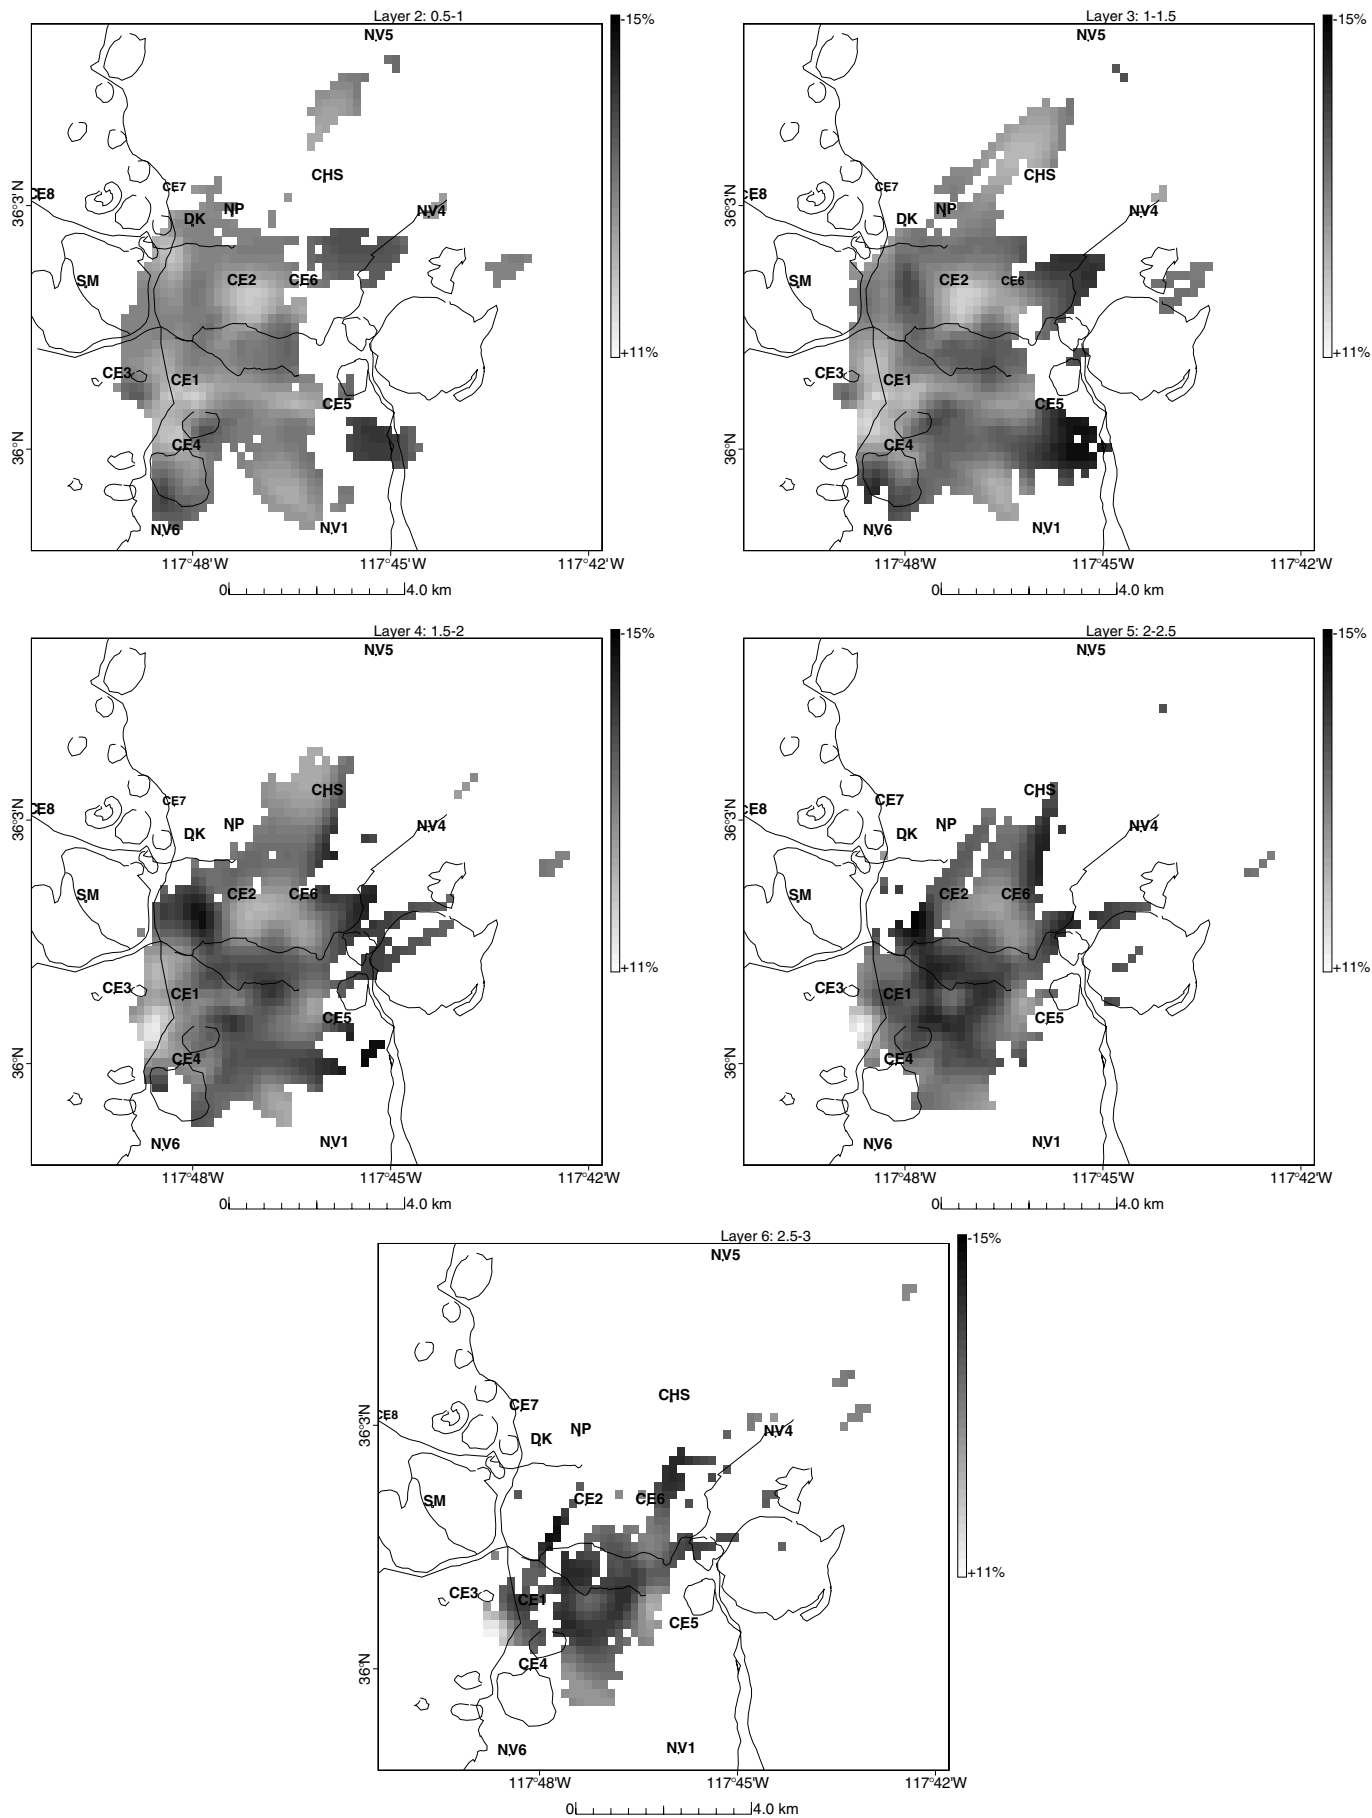 Layer 2: 0.5-1
-15%
NV5
CHS
CE7
CE8
36°3'N
NP
DK
NV4
SM
CE2
CE6
+11%
CE3
CE1
CE5
CE4
36°N
NV6
NV1
117°48'W
117°45'W
117°42'W
0
4.0 km
Layer 3: 1-1.5
-15%
NV5
CHS
CE7
CE8
36°3'N
NP
DK
NV4
SM
CE2
CE6
+11%
CE3
CE1
CE5
CE4
36°N
NV6
NV1
117°48'W
117°45'W
117°42'W
0
4.0 km
Layer 4: 1.5-2
-15%
NV5
CHS
CE7
CE8
36°3'N
NP
DK
NV4
SM
CE2
CE6
+11%
CE3
CE1
CE5
CE4
36°N
NV6
NV1
117°48'W
117°45'W
117°42'W
0
4.0 km
Layer 5: 2-2.5
-15%
NV5
CHS
CE7
CE8
36°3'N
NP
DK
NV4
SM
CE2
CE6
+11%
CE3
CE1
CE5
CE4
36°N
NV6
NV1
117°48'W
117°45'W
117°42'W
0
4.0 km
Layer 6: 2.5-3
-15%
NV5
CHS
CE7
CE8
36°3'N
NP
DK
NV4
SM
CE2
CE6
+11%
CE3
CE1
CE5
CE4
36°N
NV6
NV1
117°48'W
117°45'W
117°42'W
0
4.0 km